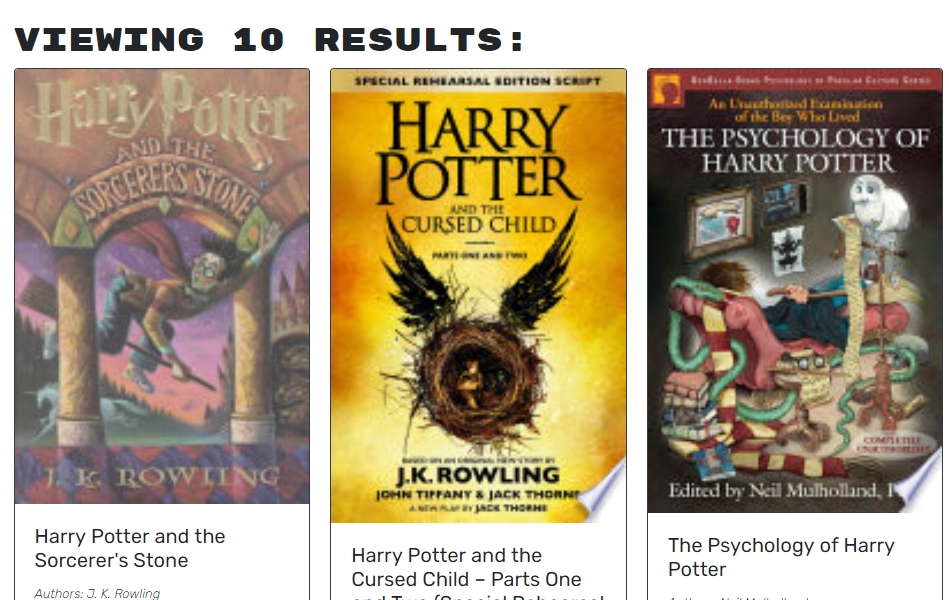 VIEWING 10 RESULTS:
Harry Potter
AND THE
SORCERER'S STONE
J. K. ROWLING
Harry Potter and the
Sorcerer's Stone
Authors: J. K. Rowling
SPECIAL REHEARSAL EDITION SCRIPT
HARRY
POTTER
AND THE
CURSED CHILD
PARTS ONE AND TWO
BASED ON AN ORIGINAL NEW STORY BY
J.K. ROWLING
JOHN TIFFANY & JACK THORNE
A NEW PLAY BY JACK THORNE
Harry Potter and the
Cursed Child – Parts One
and Two (Special Rehearsal
BENBELLA BOOKS PSYCHOLOGY OF POPULAR CULTURE SERIES
An Unauthorized Examination
of the Boy Who Lived
THE PSYCHOLOGY OF
HARRY POTTER
COMPLETELY
UNAUTHORIZED
Edited by Neil Mulholland, P
The Psychology of Harry
Potter